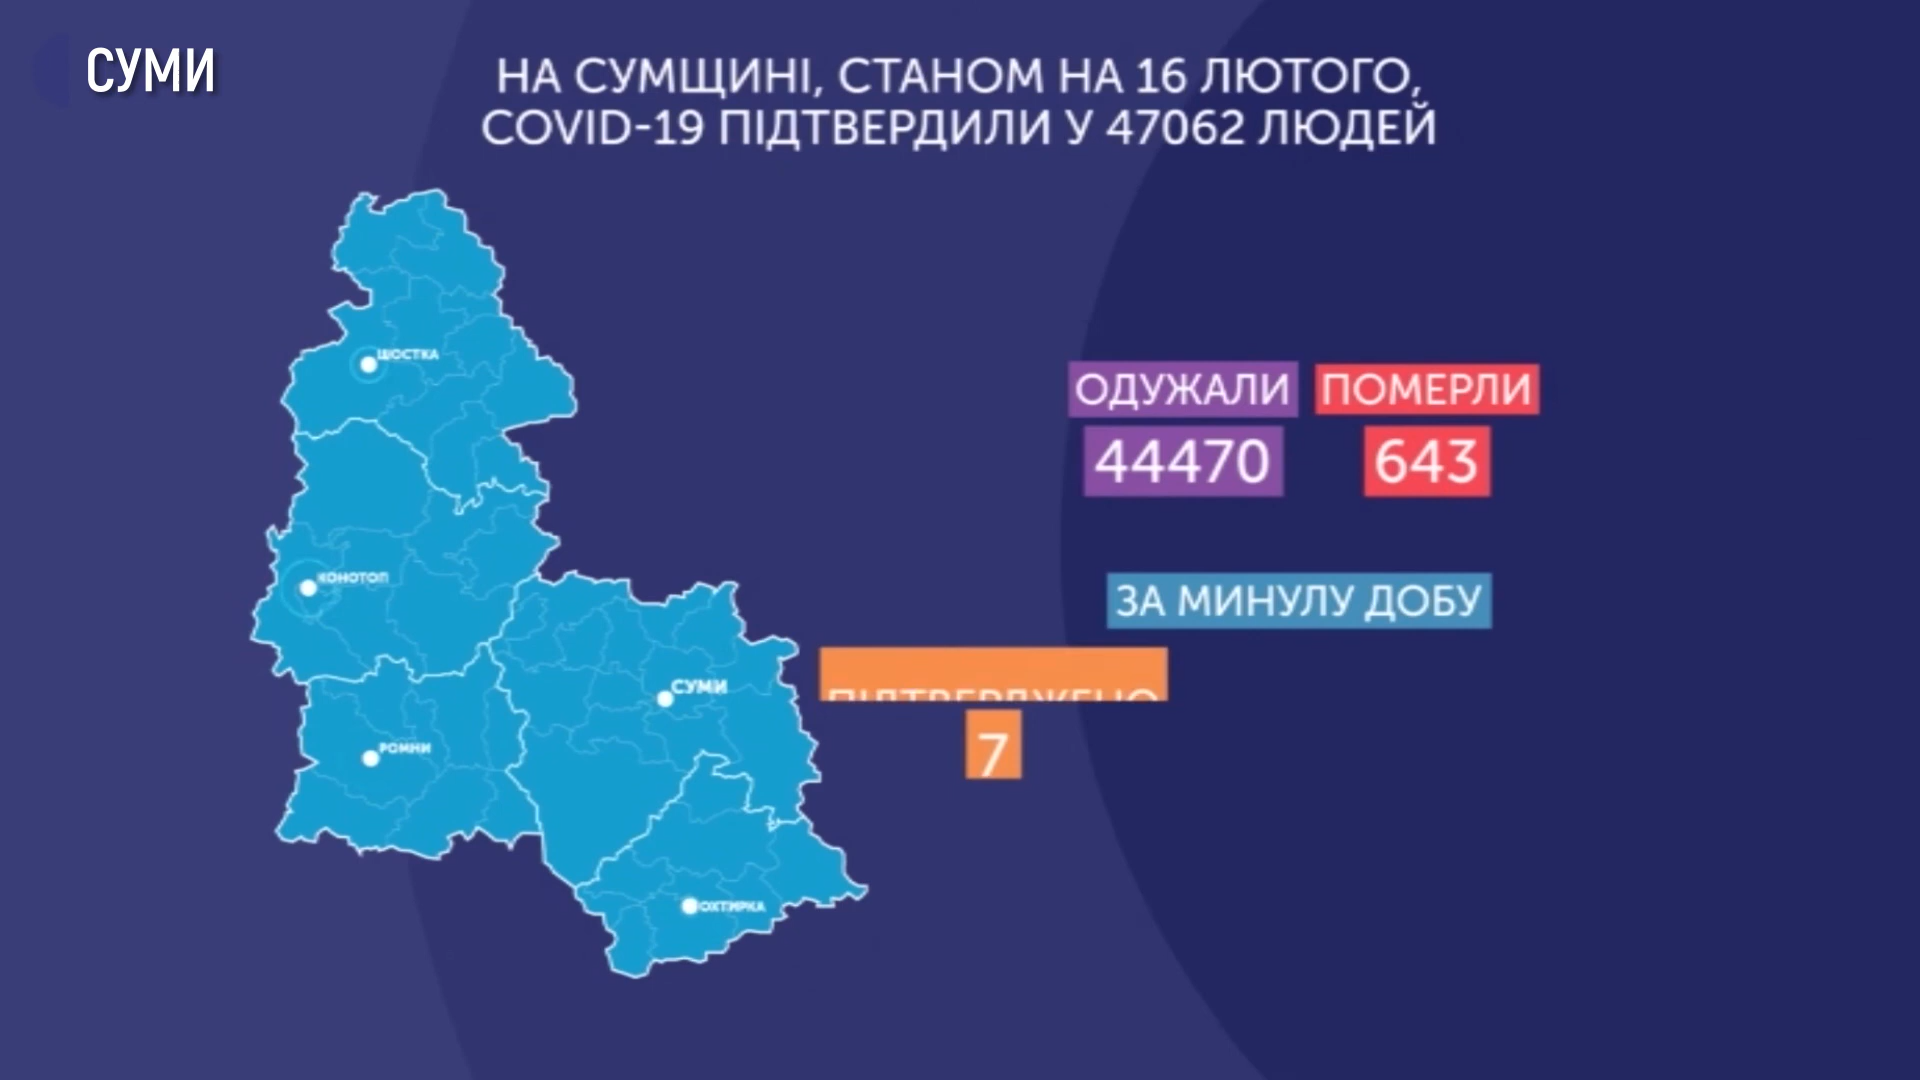 СУМИ
НА СУМЩИНІ, СТАНОМ НА 16 ЛЮТОГО,
COVID-19 ПІДТВЕРДИЛИ У 47062 ЛЮДЕЙ
ШОСТКА
ОДУЖАЛИ
44470
ПОМЕРЛИ
643
КОНОТОП
ЗА МИНУЛУ ДОБУ
СУМИ
ПІДТВЕРДЖЕНО
7
РОМНИ
ОХТИРКА